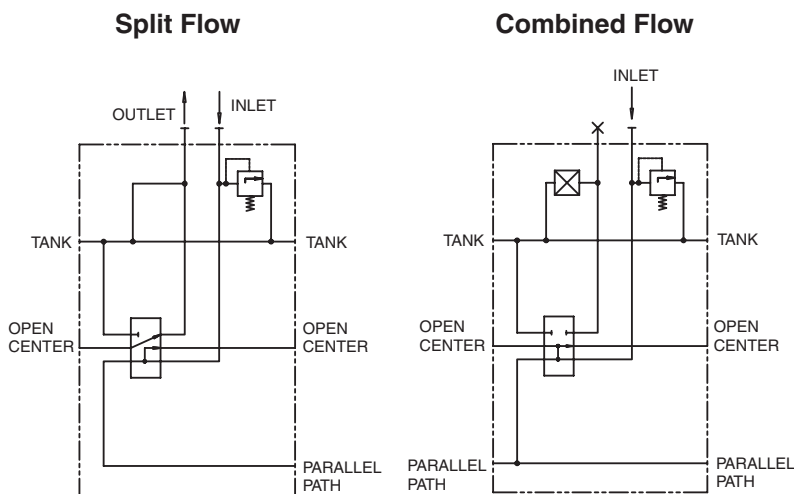 Split Flow
OUTLET
INLET
TANK
TANK
OPEN
CENTER
OPEN
CENTER
PARALLEL
PATH
Combined Flow
INLET
TANK
TANK
OPEN
CENTER
OPEN
CENTER
PARALLEL
PATH
PARALLEL
PATH